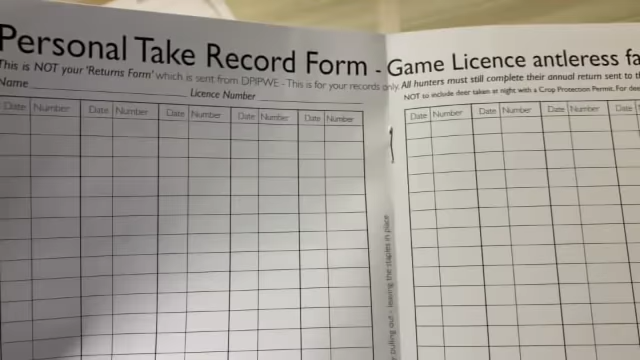 Personal Take Record Form - Game Licence antlerless fa
This is NOT your 'Returns Form' which is sent from DPIPWE - This is for your records only. All hunters must still complete their annual return sent to th
NOT to include deer taken at night with a Crop Protection Permit. For dee
Name Licence Number
Date Number Date Number Date Number Date Number Date Number
Date Number Date Number Date Number Date
pulling out - leaving the staples in place